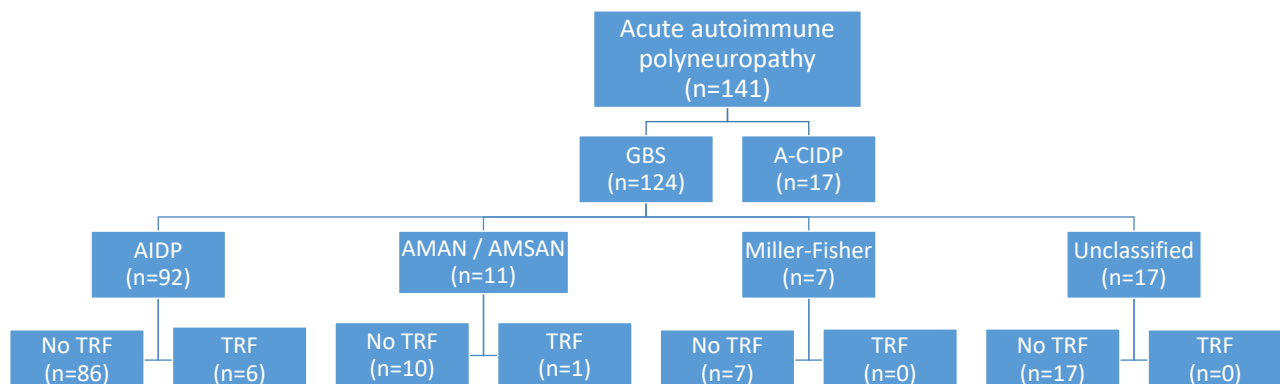 Acute autoimmune
polyneuropathy
(n=141)
GBS
(n=124)
A-CIDP
(n=17)
AIDP
(n=92)
AMAN / AMSAN
(n=11)
Miller-Fisher
(n=7)
Unclassified
(n=17)
No TRF
(n=86)
TRF
(n=6)
No TRF
(n=10)
TRF
(n=1)
No TRF
(n=7)
TRF
(n=0)
No TRF
(n=17)
TRF
(n=0)